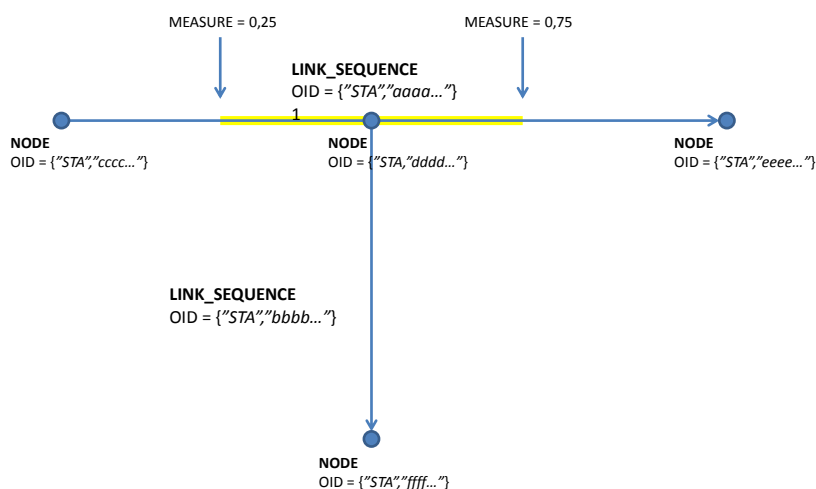 MEASURE = 0,25
MEASURE = 0,75
LINK_SEQUENCE
OID = {”STA”,”aaaa…”}
1
NODE
OID = {”STA”,”cccc…”}
NODE
OID = {”STA,”dddd…”}
NODE
OID = {”STA”,”eeee…”}
LINK_SEQUENCE
OID = {”STA”,”bbbb…”}
NODE
OID = {”STA”,”ffff…”}